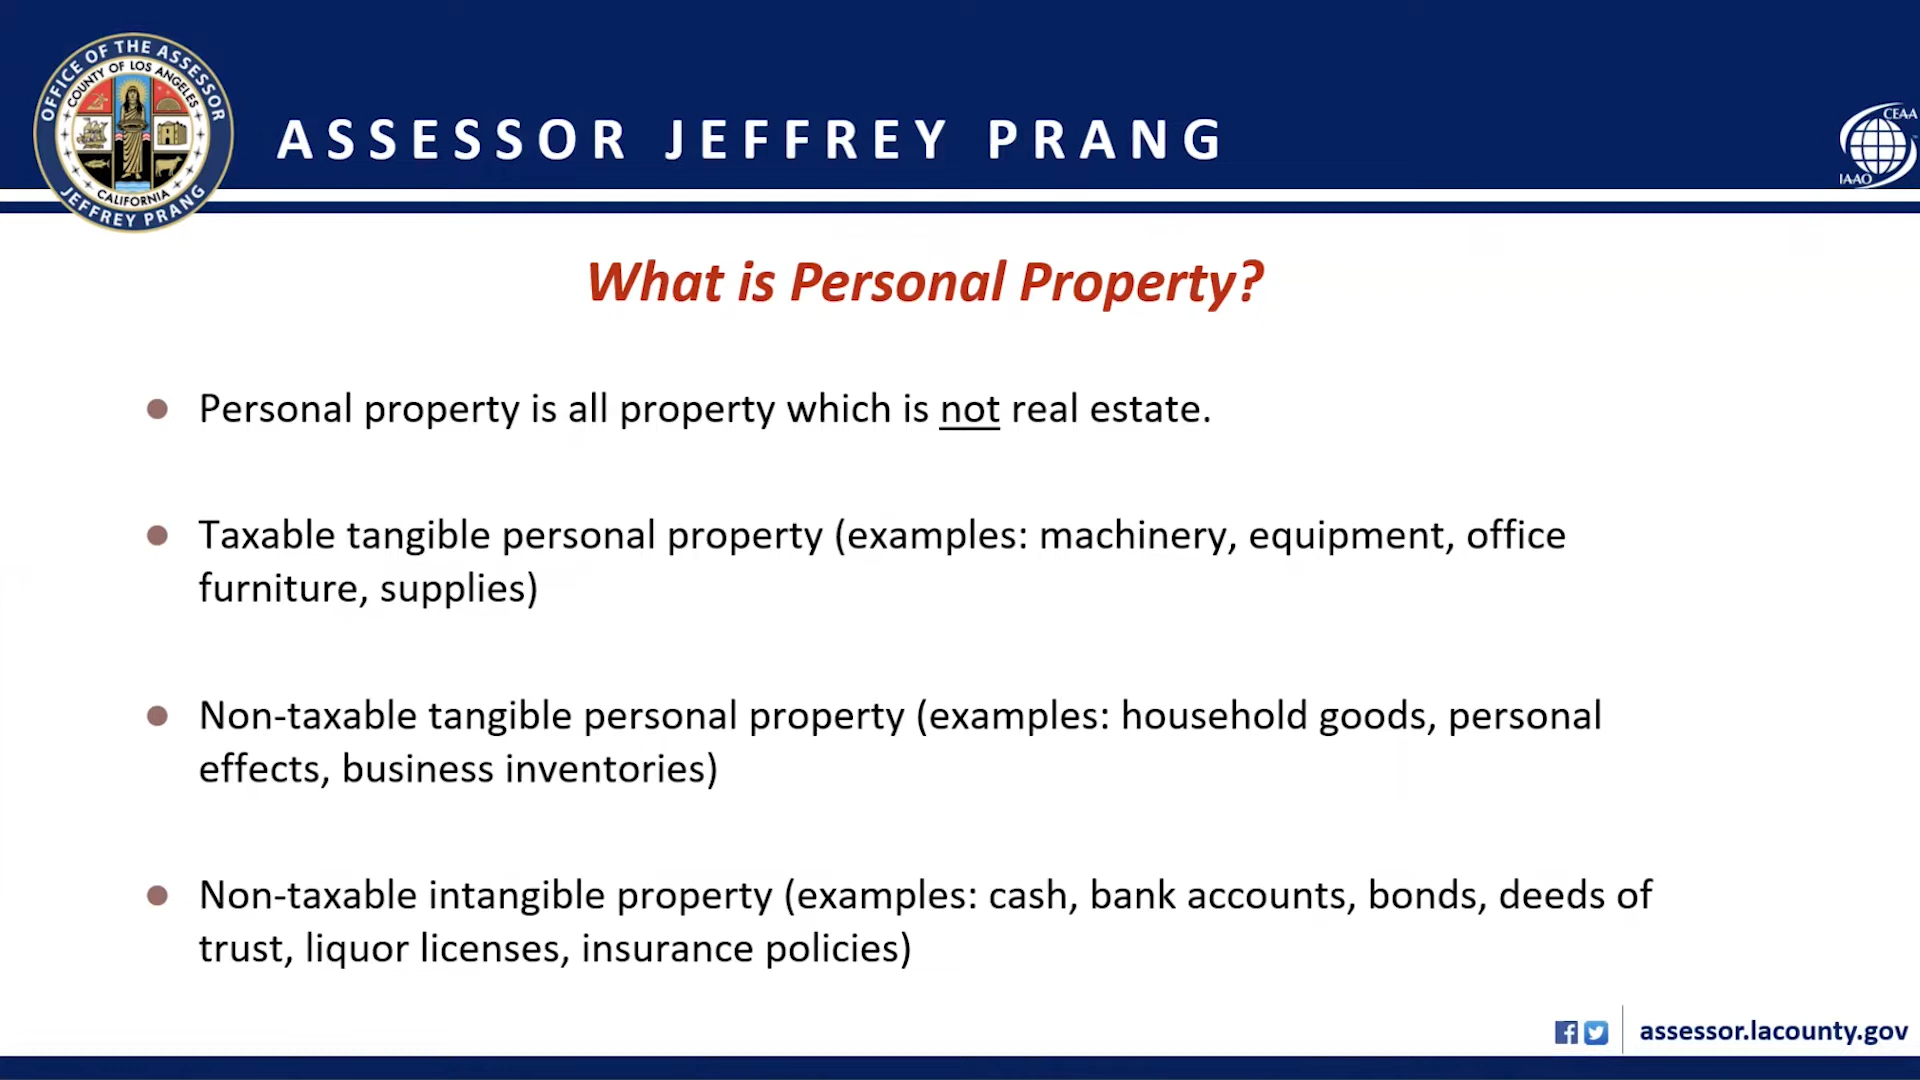 OFFICE OF THE ASSESSOR
COUNTY OF LOS ANGELES
CALIFORNIA
JEFFREY PRANG
ASSESSOR JEFFREY PRANG
CEAA
IAAO
What is Personal Property?
Personal property is all property which is not real estate.
Taxable tangible personal property (examples: machinery, equipment, office
furniture, supplies)
Non-taxable tangible personal property (examples: household goods, personal
effects, business inventories)
Non-taxable intangible property (examples: cash, bank accounts, bonds, deeds of
trust, liquor licenses, insurance policies)
assessor.lacounty.gov